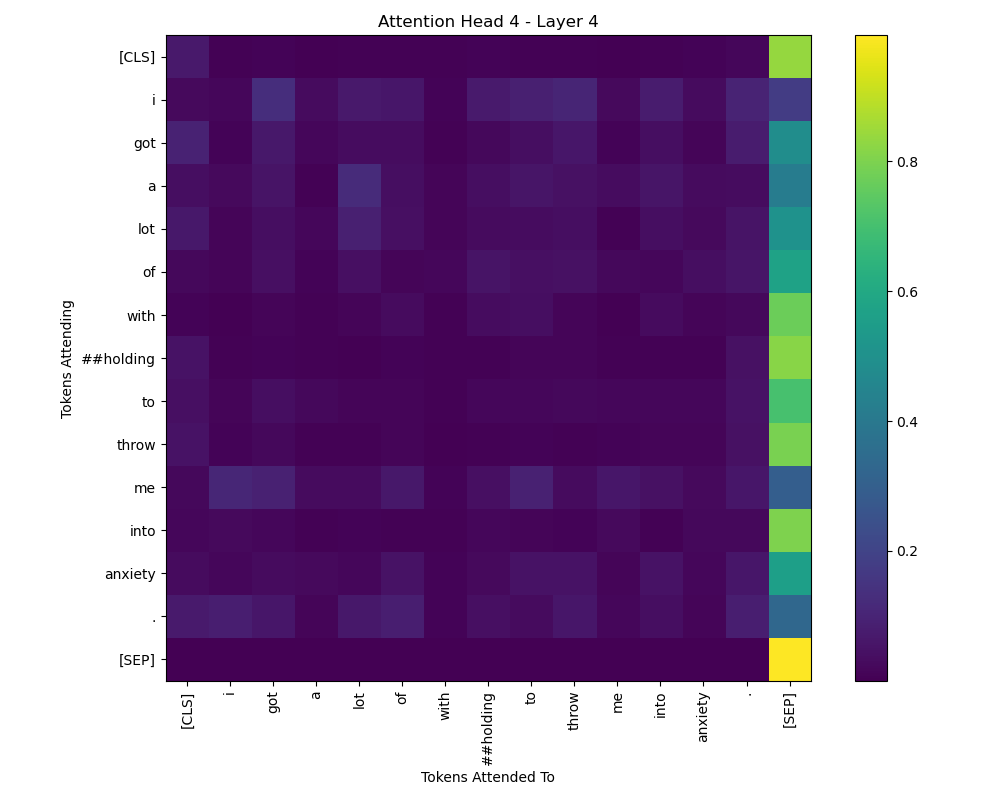 Attention Head 4 - Layer 4
[CLS]
i
got
a
lot
of
with
##holding
to
throw
me
into
anxiety
.
[SEP]
Tokens Attending
[CLS]
i
got
a
lot
of
with
##holding
to
throw
me
into
anxiety
.
[SEP]
Tokens Attended To
0.8
0.6
0.4
0.2